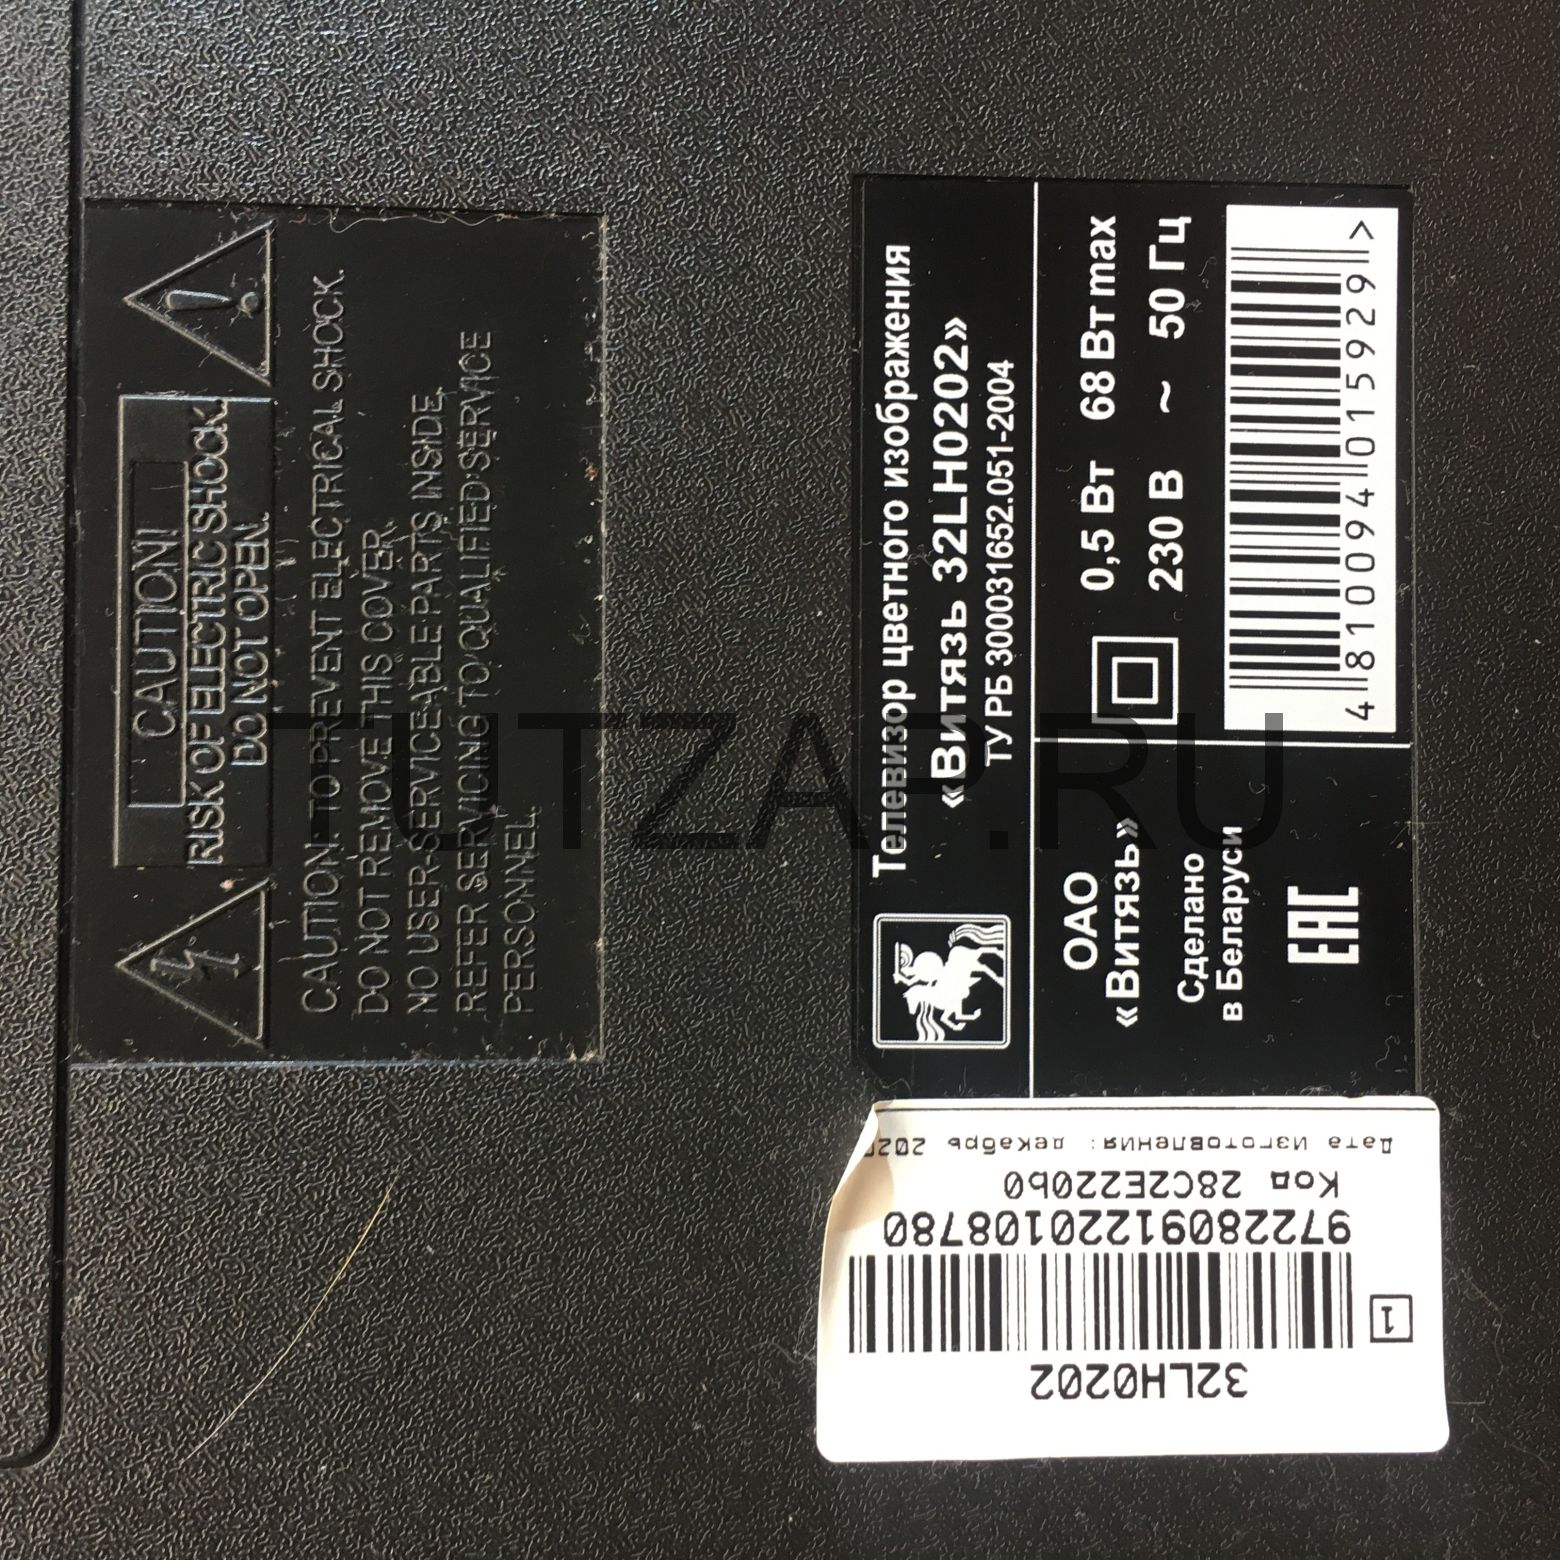 CAUTION!
RISK OF ELECTRIC SHOCK.
DO NOT OPEN.
CAUTION: TO PREVENT ELECTRICAL SHOCK.
DO NOT REMOVE THIS COVER.
NO USER-SERVICEABLE PARTS INSIDE.
REFER SERVICING TO QUALIFIED SERVICE
PERSONNEL.
Телевизор цветного изображения
«Витязь 32LH0202»
ТУ РБ 300031652.051-2004
ОАО
«Витязь»
Сделано
в Беларуси
EAC
0,5 Вт 68 Вт max
230 В ~ 50 Гц
4 810094 015929 >
32LH0202
1
97228091220108780
Код 28C2E220b0
Дата изготовления: декабрь
TUTZAP.RU